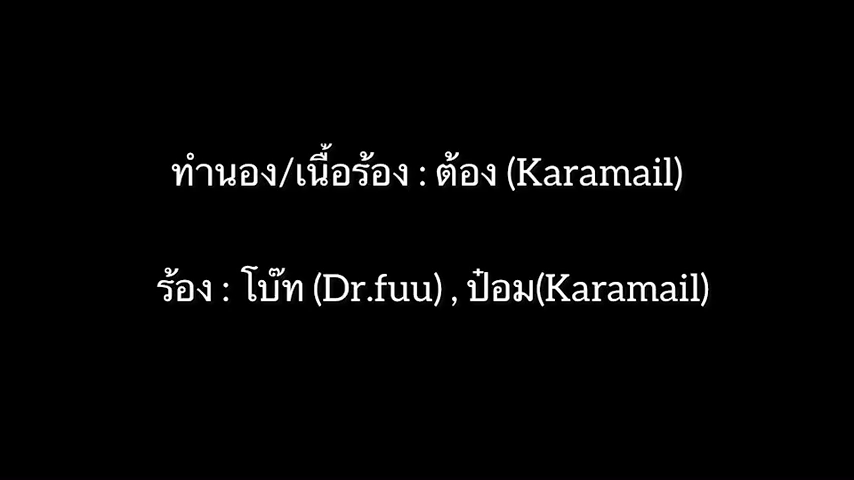 ทำนอง/เนื้อร้อง : ต้อง (Karamail)
ร้อง : โบ๊ท (Dr.fuu) , ป๋อม(Karamail)